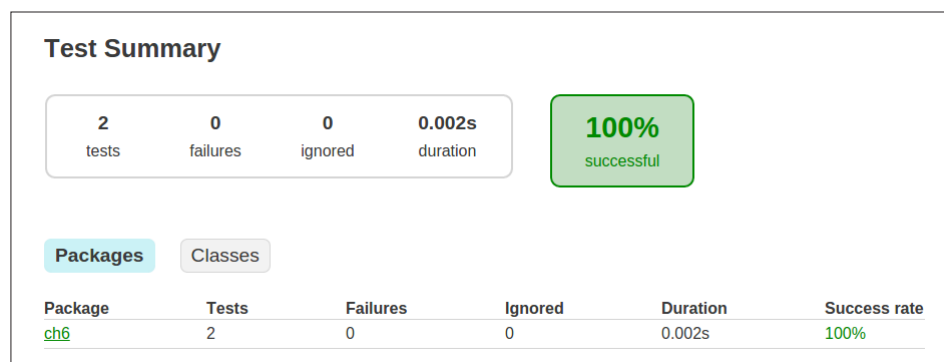 Test Summary
2 0 0 0.002s
tests failures ignored duration
100%
successful
Packages Classes
Package Tests Failures Ignored Duration Success rate
ch6 2 0 0 0.002s 100%